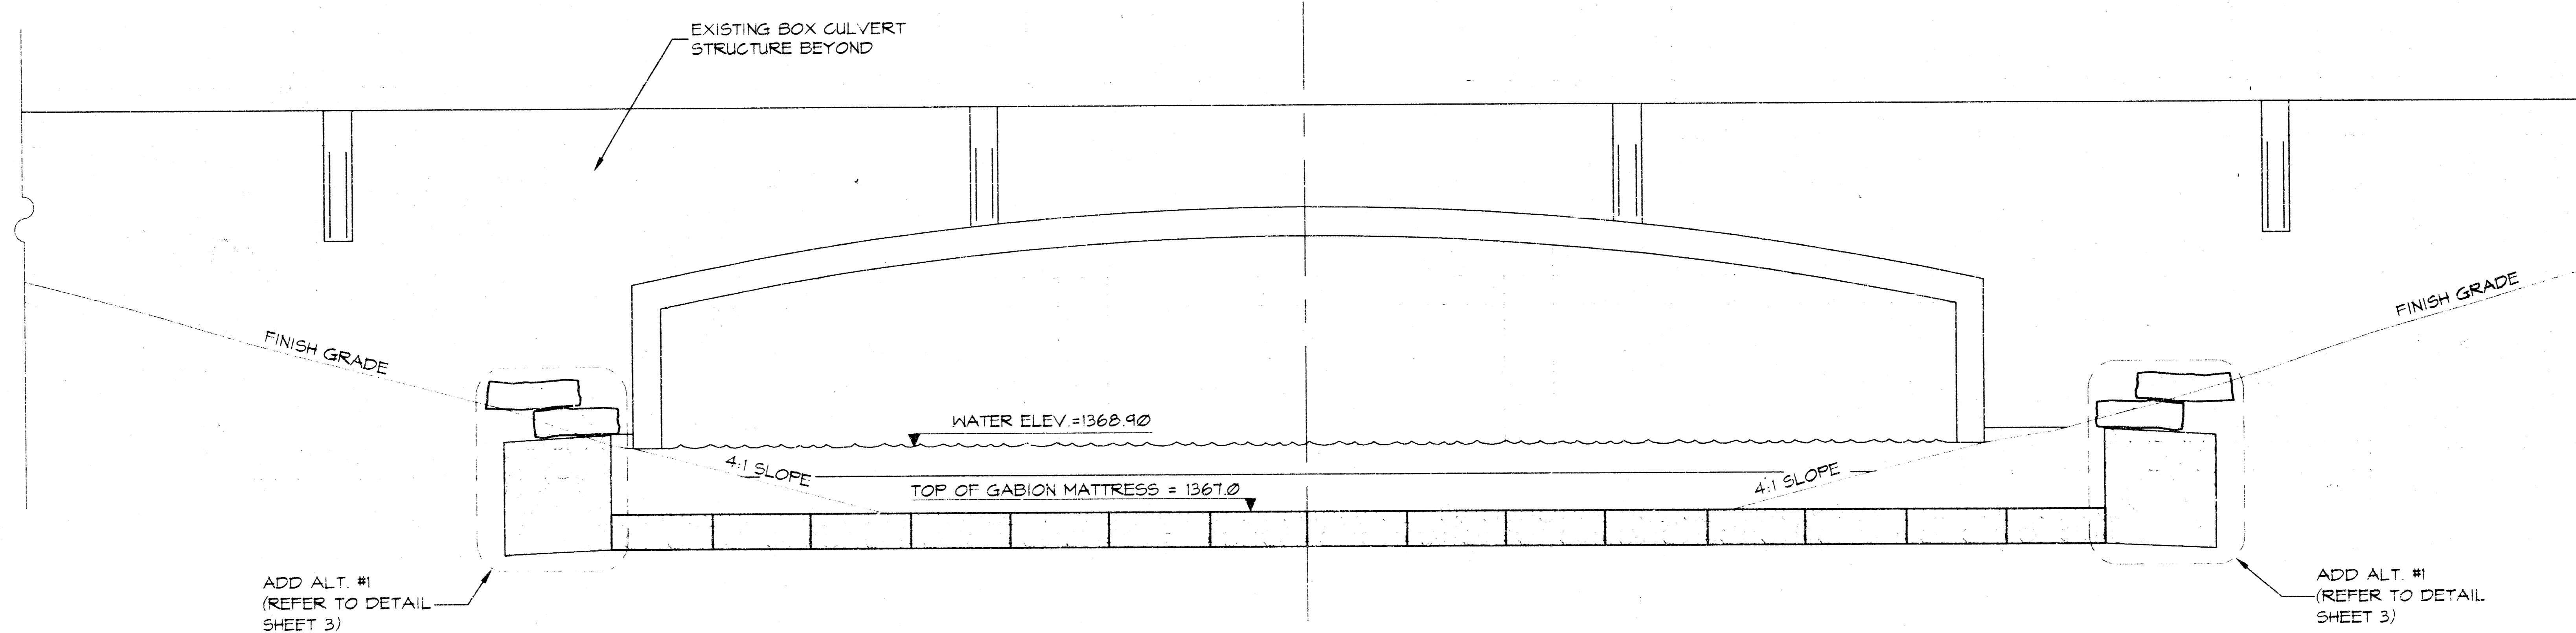 EXISTING BOX CULVERT
STRUCTURE BEYOND
FINISH GRADE
FINISH GRADE
WATER ELEV.=1368.90
4:1 SLOPE
4:1 SLOPE
TOP OF GABION MATTRESS = 1367.0
ADD ALT. #1
(REFER TO DETAIL
SHEET 3)
ADD ALT. #1
(REFER TO DETAIL
SHEET 3)